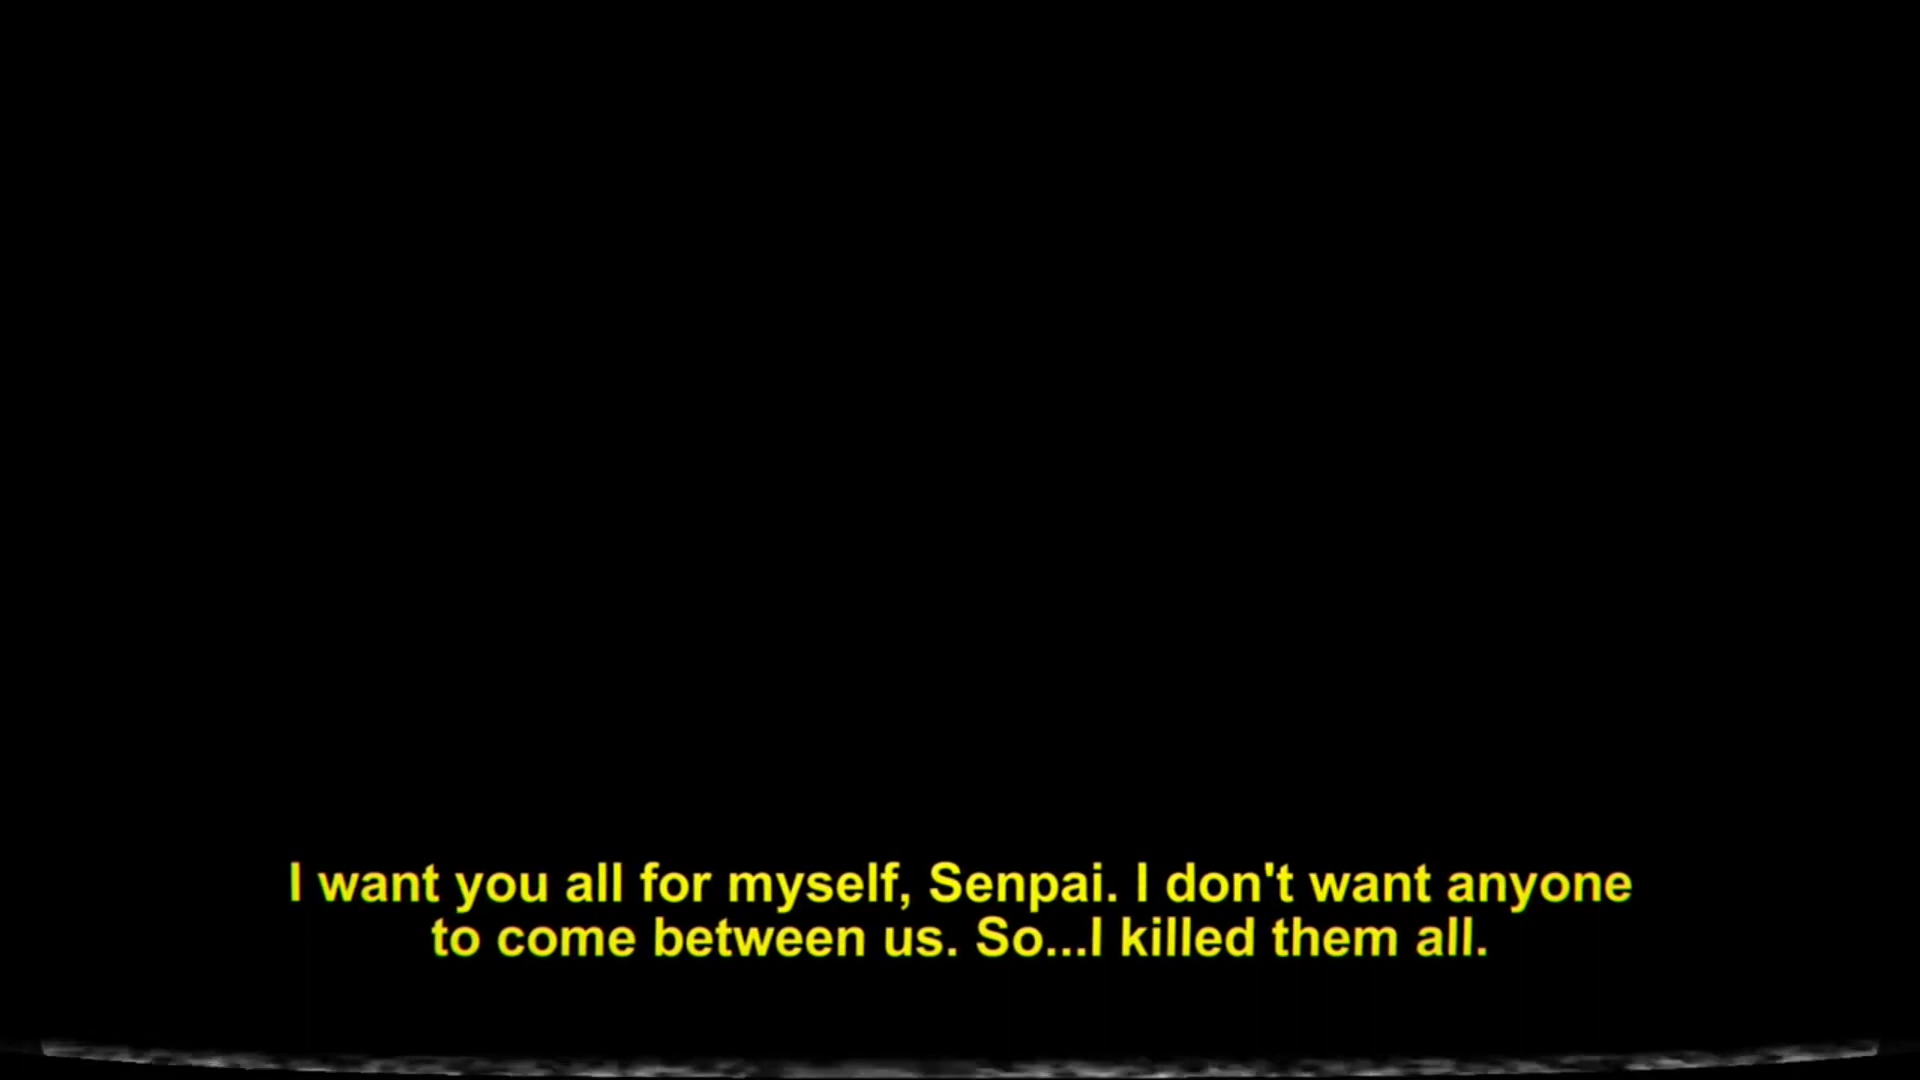 I want you all for myself, Senpai. I don't want anyone
to come between us. So...I killed them all.